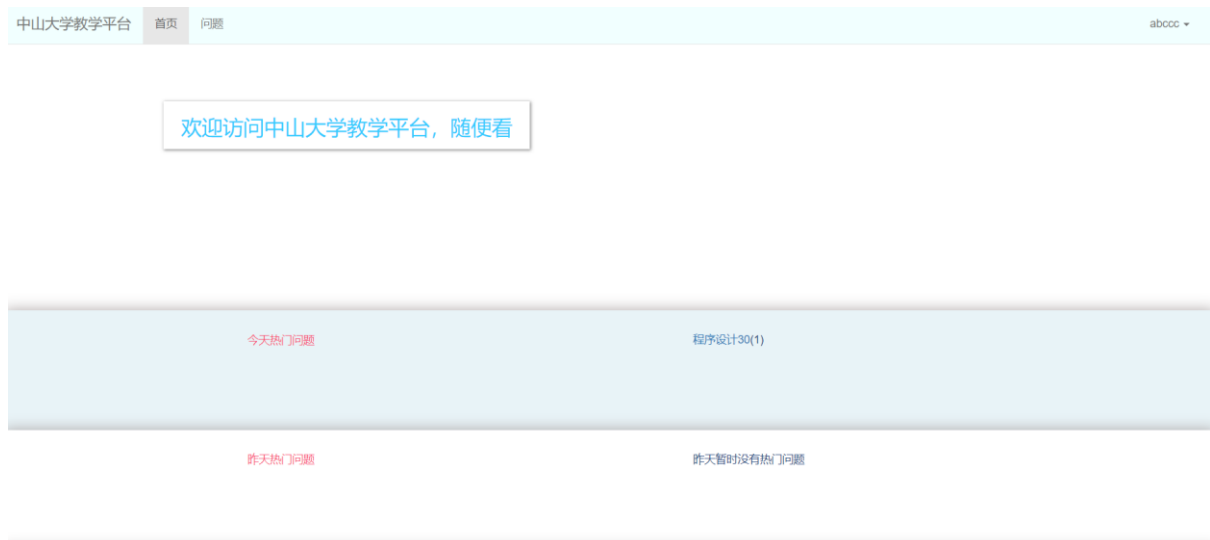 中山大学教学平台 首页 问题 abccc
欢迎访问中山大学教学平台，随便看
今天热门问题 程序设计30(1)
昨天热门问题 昨天暂时没有热门问题